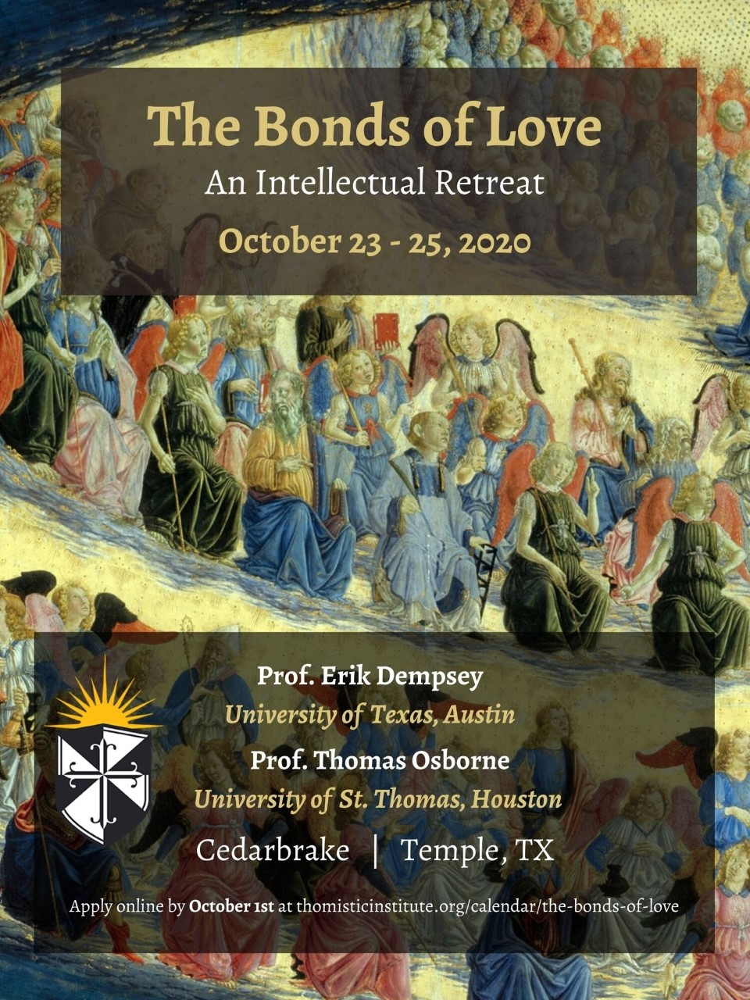 The Bonds of Love
An Intellectual Retreat
October 23 - 25, 2020
Prof. Erik Dempsey
University of Texas, Austin
Prof. Thomas Osborne
University of St. Thomas, Houston
Cedarbrake | Temple, TX
Apply online by October 1st at thomisticinstitute.org/calendar/the-bonds-of-love